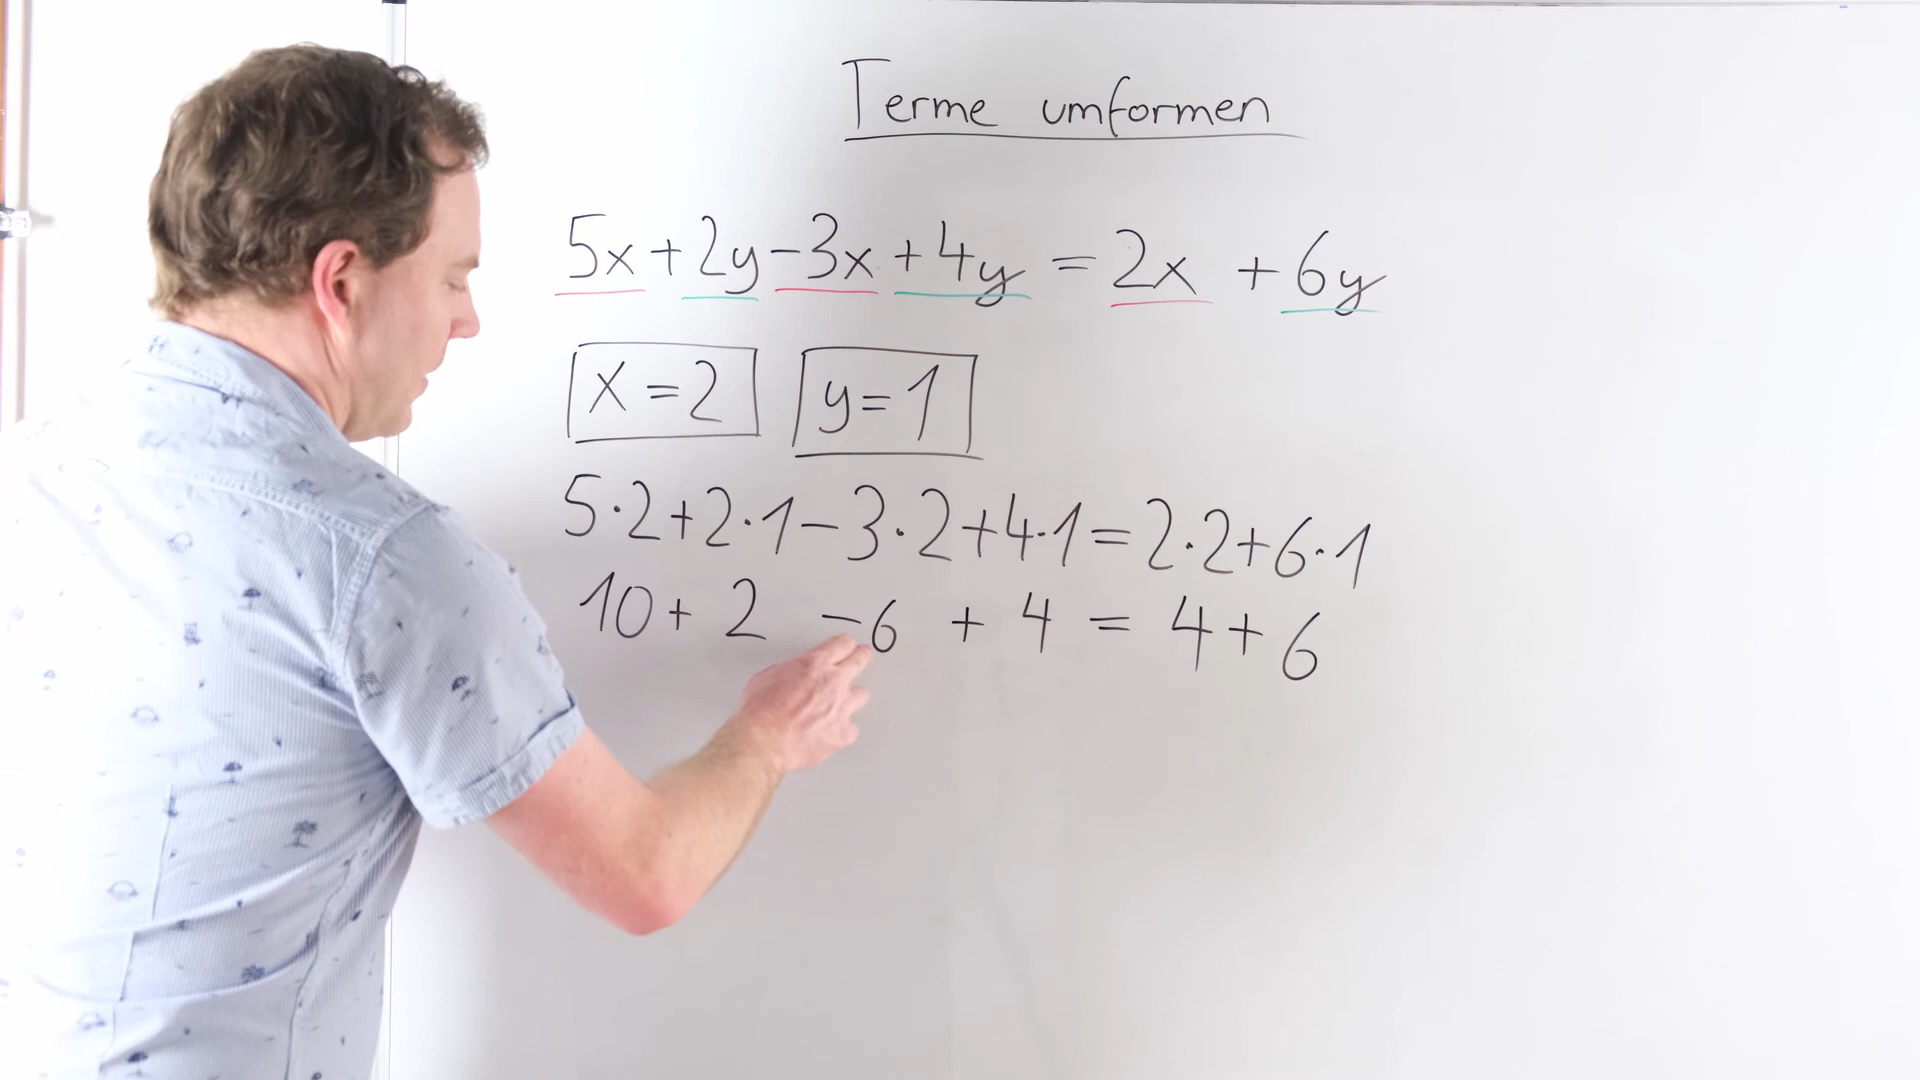 Terme umformen
5x+2y-3x+4y=2x+6y
x=2 y=1
5·2+2·1-3·2+4·1=2·2+6·1
10+2-6+4=4+6